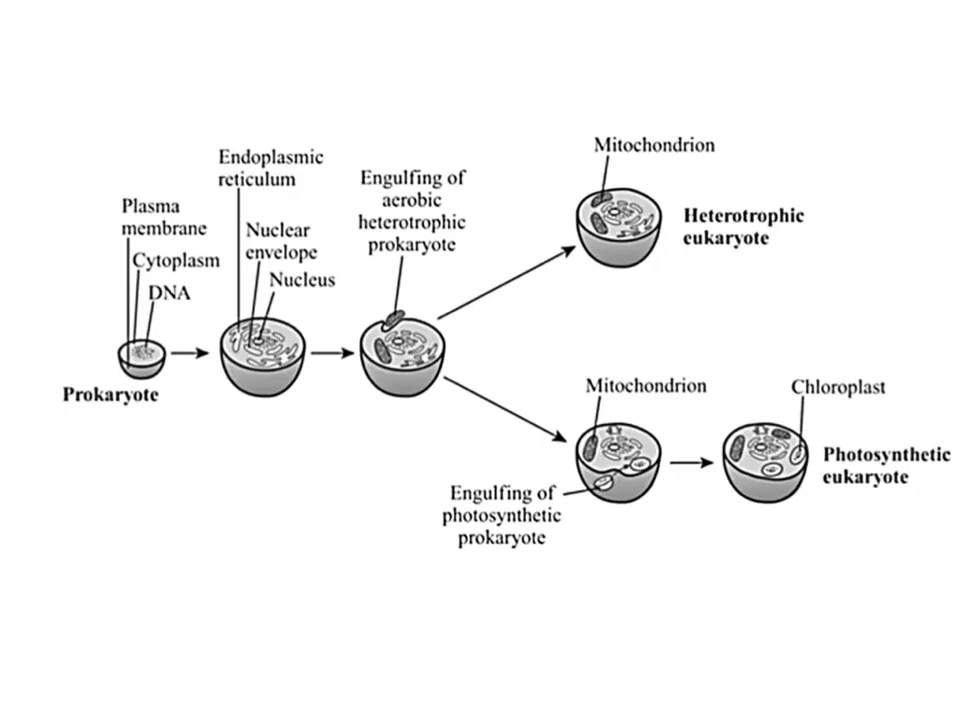 Plasma
membrane
Cytoplasm
DNA
Prokaryote
Endoplasmic
reticulum
Nuclear
envelope
Nucleus
Engulfing of
aerobic
heterotrophic
prokaryote
Mitochondrion
Heterotrophic
eukaryote
Mitochondrion
Engulfing of
photosynthetic
prokaryote
Chloroplast
Photosynthetic
eukaryote